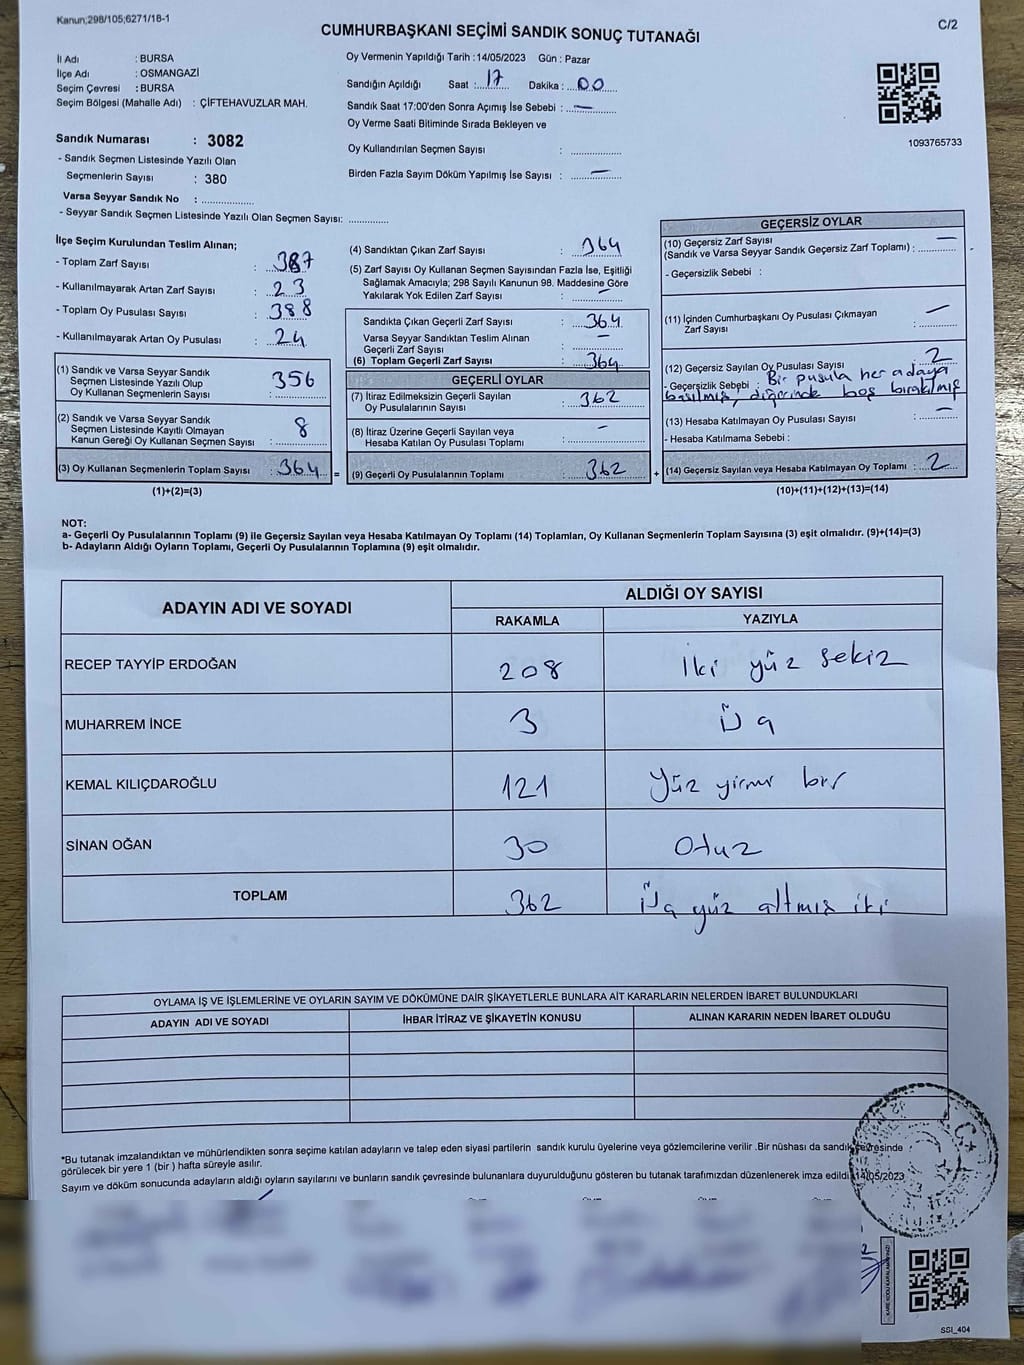 Kanun;298/105;6271/18-1
C/2
CUMHURBAŞKANI SEÇİMİ SANDIK SONUÇ TUTANAĞI
İl Adı : BURSA
İlçe Adı : OSMANGAZİ
Seçim Çevresi : BURSA
Seçim Bölgesi (Mahalle Adı) : ÇİFTEHAVUZLAR MAH.
Sandık Numarası : 3082
- Sandık Seçmen Listesinde Yazılı Olan
Seçmenlerin Sayısı : 380
Varsa Seyyar Sandık No : ................
- Seyyar Sandık Seçmen Listesinde Yazılı Olan Seçmen Sayısı: ............
Oy Vermenin Yapıldığı Tarih :14/05/2023 Gün : Pazar
Sandığın Açıldığı Saat : 17 Dakika : 00
Sandık Saat 17:00'den Sonra Açımış İse Sebebi : —
Oy Verme Saati Bitiminde Sırada Bekleyen ve
Oy Kullandırılan Seçmen Sayısı : ................
Birden Fazla Sayım Döküm Yapılmış İse Sayısı : —
1093765733
İlçe Seçim Kurulundan Teslim Alınan;
- Toplam Zarf Sayısı : 387
- Kullanılmayarak Artan Zarf Sayısı : 23
- Toplam Oy Pusulası Sayısı : 388
- Kullanılmayarak Artan Oy Pusulası : 24
(1) Sandık ve Varsa Seyyar Sandık
Seçmen Listesinde Yazılı Olup
Oy Kullanan Seçmenlerin Sayısı : 356
(2) Sandık ve Varsa Seyyar Sandık
Seçmen Listesinde Kayıtlı Olmayan
Kanun Gereği Oy Kullanan Seçmen Sayısı : 8
(3) Oy Kullanan Seçmenlerin Toplam Sayısı : 364 =
(1)+(2)=(3)
(4) Sandıktan Çıkan Zarf Sayısı : 364
(5) Zarf Sayısı Oy Kullanan Seçmen Sayısından Fazla İse, Eşitliği
Sağlamak Amacıyla; 298 Sayılı Kanunun 98. Maddesine Göre
Yakılarak Yok Edilen Zarf Sayısı : —
Sandıkta Çıkan Geçerli Zarf Sayısı : 364
Varsa Seyyar Sandıktan Teslim Alınan
Geçerli Zarf Sayısı : —
(6) Toplam Geçerli Zarf Sayısı : 364
GEÇERLİ OYLAR
(7) İtiraz Edilmeksizin Geçerli Sayılan
Oy Pusulalarının Sayısı : 362
(8) İtiraz Üzerine Geçerli Sayılan veya
Hesaba Katılan Oy Pusulası Toplamı : -
(9) Geçerli Oy Pusulalarının Toplamı : 362 +
GEÇERSİZ OYLAR
(10) Geçersiz Zarf Sayısı —
(Sandık ve Varsa Seyyar Sandık Geçersiz Zarf Toplamı) : ............
- Geçersizlik Sebebi :
(11) İçinden Cumhurbaşkanı Oy Pusulası Çıkmayan
Zarf Sayısı : —
(12) Geçersiz Sayılan Oy Pusulası Sayısı : 2
- Geçersizlik Sebebi : Bir pusula her adaya
basılmış, diğerinde boş bırakılmış
(13) Hesaba Katılmayan Oy Pusulası Sayısı : —
- Hesaba Katılmama Sebebi :
(14) Geçersiz Sayılan veya Hesaba Katılmayan Oy Toplamı : 2
(10)+(11)+(12)+(13)=(14)
NOT:
a- Geçerli Oy Pusulalarının Toplamı (9) ile Geçersiz Sayılan veya Hesaba Katılmayan Oy Toplamı (14) Toplamları, Oy Kullanan Seçmenlerin Toplam Sayısına (3) eşit olmalıdır. (9)+(14)=(3)
b- Adayların Aldığı Oyların Toplamı, Geçerli Oy Pusulalarının Toplamına (9) eşit olmalıdır.
ADAYIN ADI VE SOYADI
ALDIĞI OY SAYISI
RAKAMLA YAZIYLA
RECEP TAYYİP ERDOĞAN 208 İki yüz sekiz
MUHARREM İNCE 3 Üç
KEMAL KILIÇDAROĞLU 121 Yüz yirmi bir
SİNAN OĞAN 30 Otuz
TOPLAM 362 Üç yüz altmış iki
OYLAMA İŞ VE İŞLEMLERİNE VE OYLARIN SAYIM VE DÖKÜMÜNE DAİR ŞİKAYETLERLE BUNLARA AİT KARARLARIN NELERDEN İBARET BULUNDUKLARI
ADAYIN ADI VE SOYADI İHBAR İTİRAZ VE ŞİKAYETİN KONUSU ALINAN KARARIN NEDEN İBARET OLDUĞU
*Bu tutanak imzalandıktan ve mühürlendikten sonra seçime katılan adayların ve talep eden siyasi partilerin sandık kurulu üyelerine veya gözlemcilerine verilir .Bir nüshası da sandık çevresinde
görülecek bir yere 1 (bir ) hafta süreyle asılır.
Sayım ve döküm sonucunda adayların aldığı oyların sayılarını ve bunların sandık çevresinde bulunanlara duyurulduğunu gösteren bu tutanak tarafımızdan düzenlenerek imza edildi. 14/05/2023
SSI_404